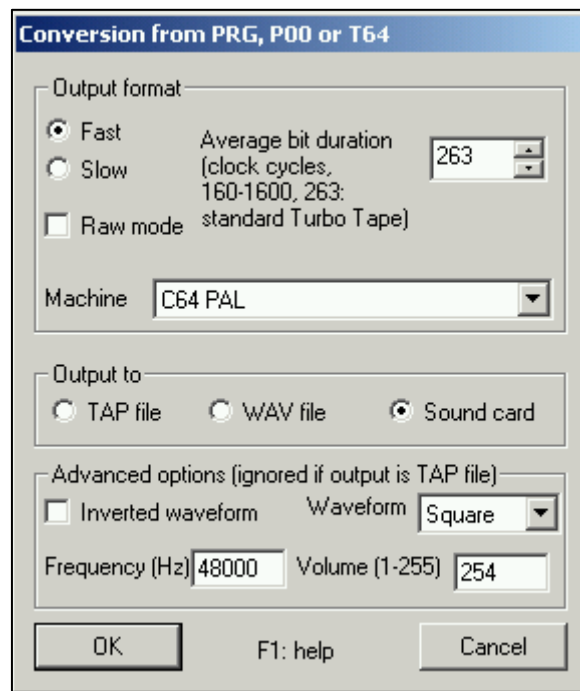 Conversion from PRG, P00 or T64
Output format
Fast
Slow
Raw mode
Average bit duration
(clock cycles,
160-1600, 263:
standard Turbo Tape)
263
Machine C64 PAL
Output to
TAP file WAV file Sound card
Advanced options (ignored if output is TAP file)
Inverted waveform Waveform Square
Frequency (Hz) 48000 Volume (1-255) 254
OK F1: help Cancel